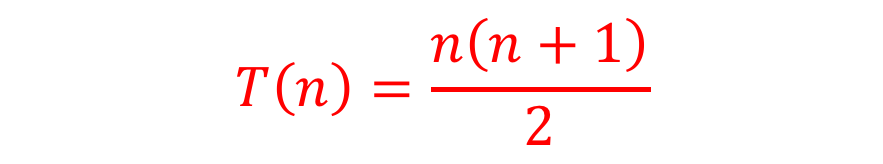 T(n) = n(n + 1)/2